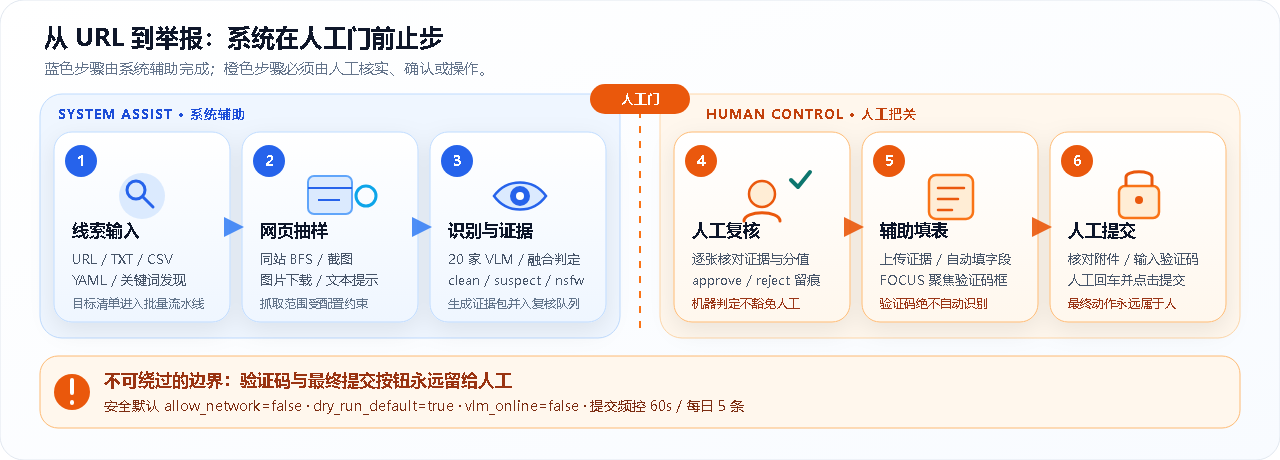 从 URL 到举报：系统在人工门前止步
蓝色步骤由系统辅助完成；橙色步骤必须由人工核实、确认或操作。
人工门
SYSTEM ASSIST • 系统辅助
1
线索输入
URL / TXT / CSV
YAML / 关键词发现
目标清单进入批量流水线
2
网页抽样
同站 BFS / 截图
图片下载 / 文本提示
抓取范围受配置约束
3
识别与证据
20 家 VLM / 融合判定
clean / suspect / nsfw
生成证据包并入复核队列
HUMAN CONTROL • 人工把关
4
人工复核
逐张核对证据与分值
approve / reject 留痕
机器判定不豁免人工
5
辅助填表
上传证据 / 自动填字段
FOCUS 聚焦验证码框
验证码绝不自动识别
6
人工提交
核对附件 / 输入验证码
人工回车并点击提交
最终动作永远属于人
不可绕过的边界：验证码与最终提交按钮永远留给人工
安全默认 allow_network=false · dry_run_default=true · vlm_online=false · 提交频控 60s / 每日 5 条